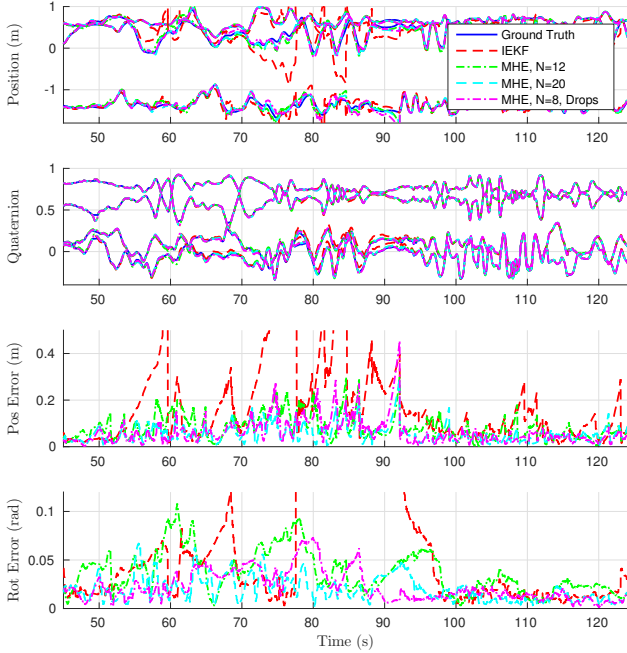 Position (m)
1
0
-1
Ground Truth
IEKF
MHE, N=12
MHE, N=20
MHE, N=8, Drops
50 60 70 80 90 100 110 120
Quaternion
1
0.5
0
50 60 70 80 90 100 110 120
Pos Error (m)
0.4
0.2
0
50 60 70 80 90 100 110 120
Rot Error (rad)
0.1
0.05
0
50 60 70 80 90 100 110 120
Time (s)